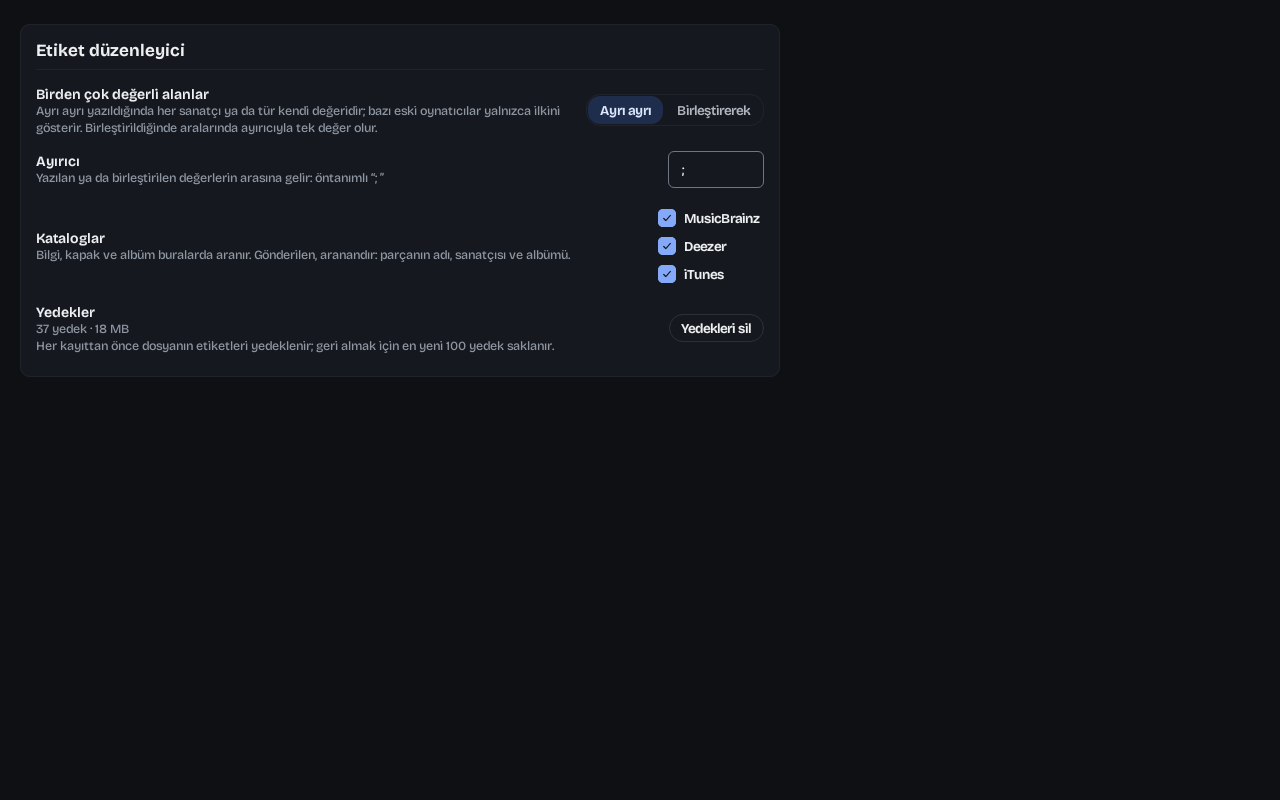 Etiket düzenleyici
Birden çok değerli alanlar
Ayrı ayrı yazıldığında her sanatçı ya da tür kendi değeridir; bazı eski oynatıcılar yalnızca ilkini
gösterir. Birleştirildiğinde aralarında ayırıcıyla tek değer olur.
Ayrı ayrı
Birleştirerek
Ayırıcı
Yazılan ya da birleştirilen değerlerin arasına gelir: öntanımlı “; ”
;
Kataloglar
Bilgi, kapak ve albüm buralarda aranır. Gönderilen, aranandır: parçanın adı, sanatçısı ve albümü.
MusicBrainz
Deezer
iTunes
Yedekler
37 yedek · 18 MB
Her kayıttan önce dosyanın etiketleri yedeklenir; geri almak için en yeni 100 yedek saklanır.
Yedekleri sil